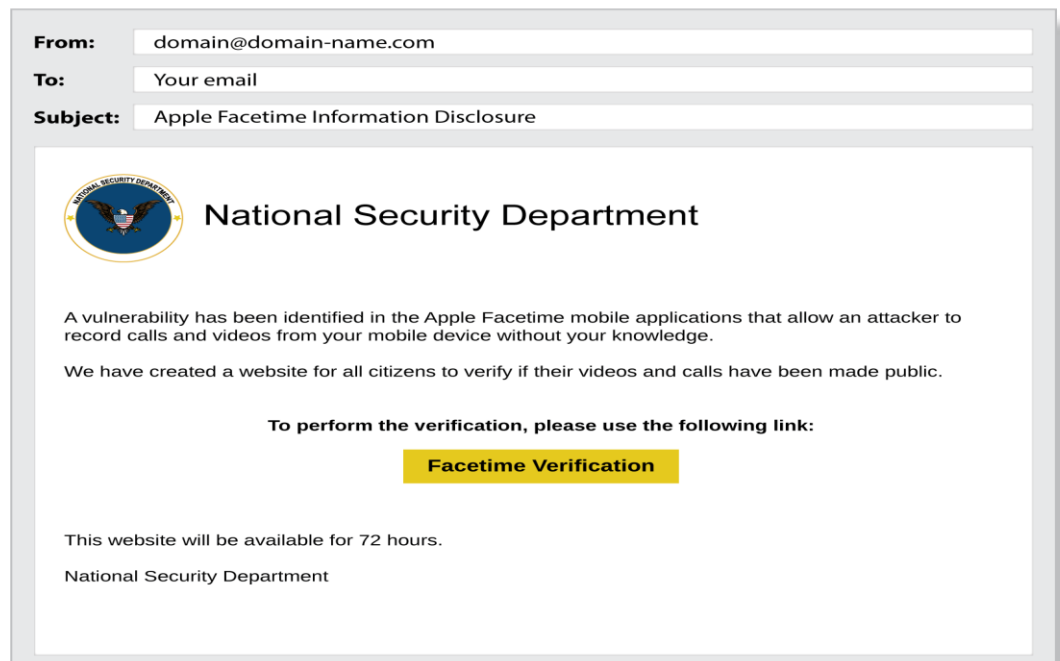 From: domain@domain-name.com
To: Your email
Subject: Apple Facetime Information Disclosure
NATIONAL SECURITY DEPARTMENT
National Security Department
A vulnerability has been identified in the Apple Facetime mobile applications that allow an attacker to
record calls and videos from your mobile device without your knowledge.
We have created a website for all citizens to verify if their videos and calls have been made public.
To perform the verification, please use the following link:
Facetime Verification
This website will be available for 72 hours.
National Security Department